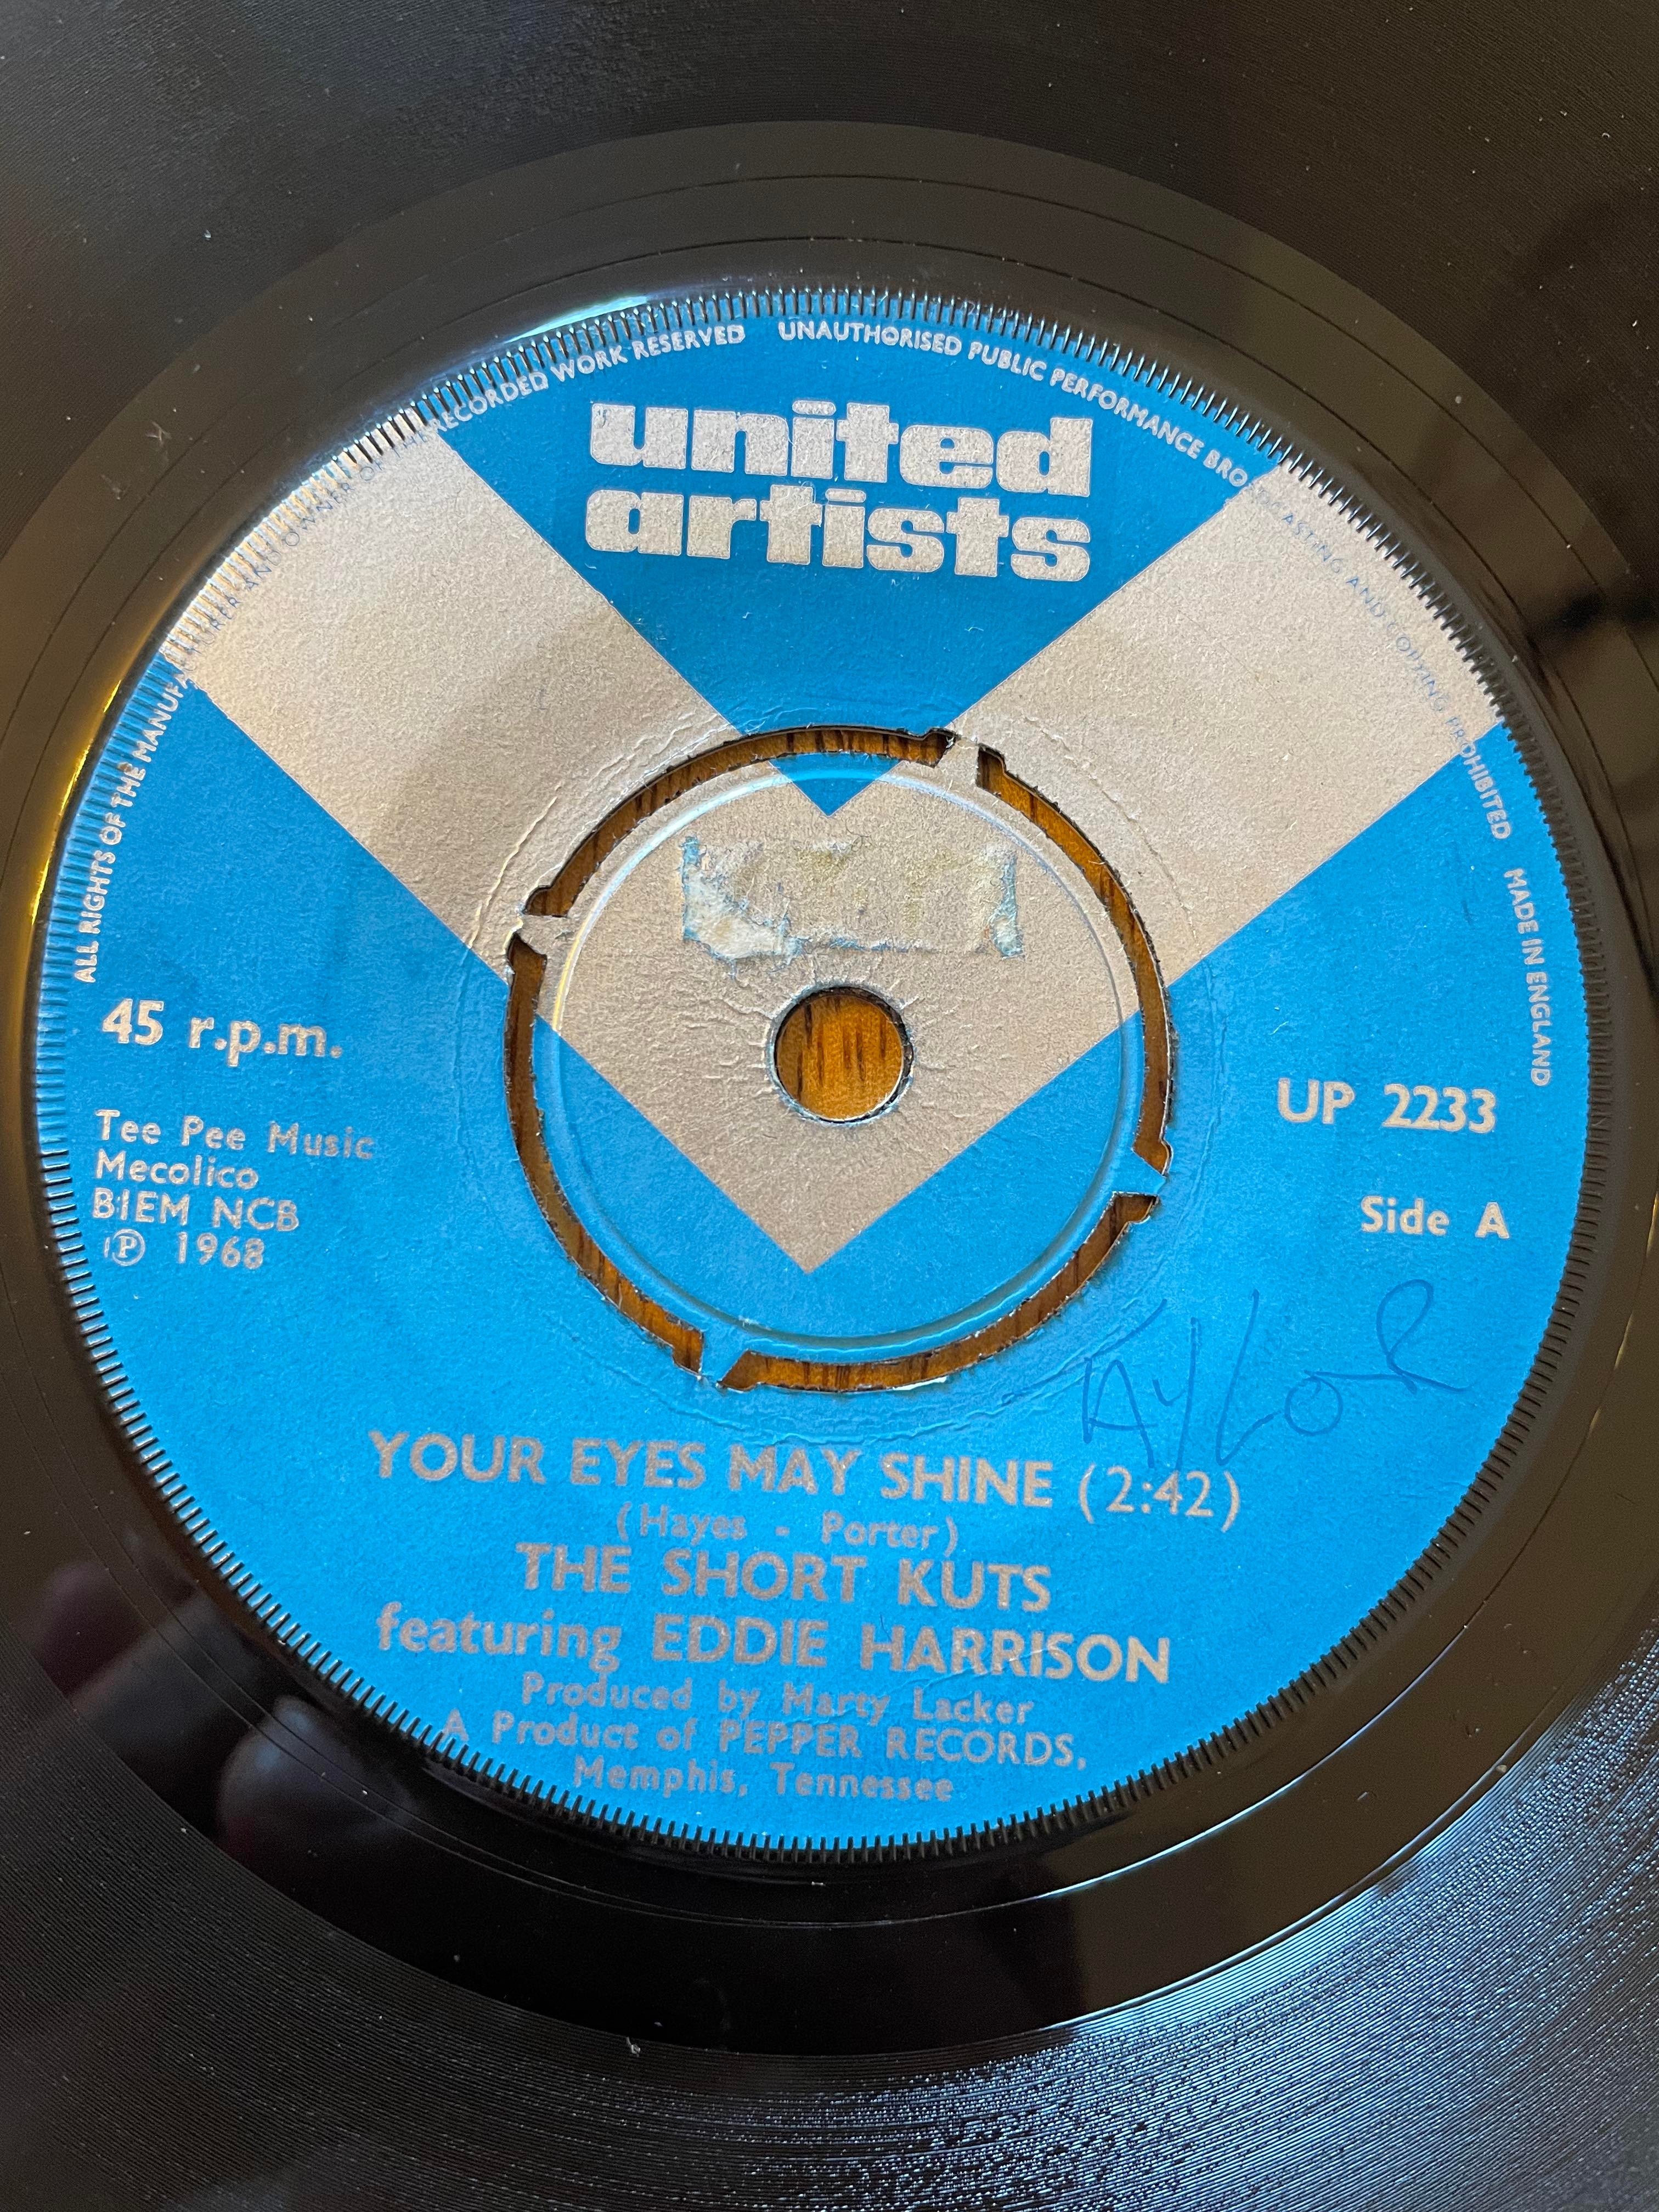 ALL RIGHTS OF THE MANUFACTURER AND OWNER OF THE RECORDED WORK RESERVED
UNAUTHORISED PUBLIC PERFORMANCE BROADCASTING AND COPYING PROHIBITED
MADE IN ENGLAND
united
artists
45 r.p.m.
Tee Pee Music
Mecolico
BIEM NCB
Ⓟ 1968
UP 2233
Side A
TAYLOR
YOUR EYES MAY SHINE (2:42)
(Hayes - Porter)
THE SHORT KUTS
featuring EDDIE HARRISON
Produced by Marty Lacker
A Product of PEPPER RECORDS,
Memphis, Tennessee